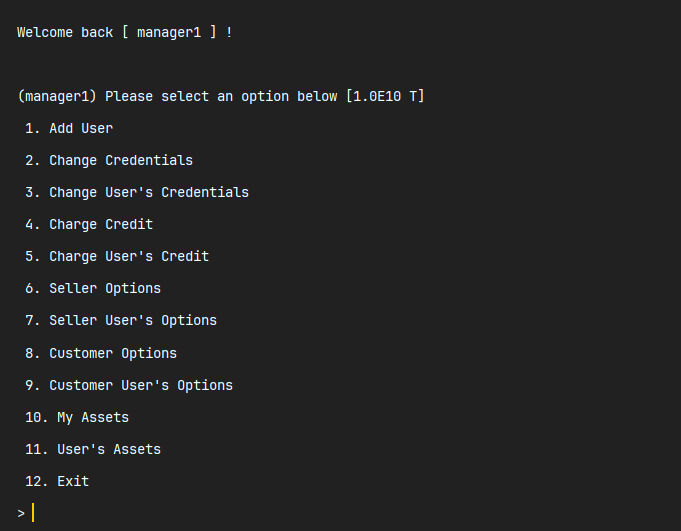 Welcome back [ manager1 ] !
(manager1) Please select an option below [1.0E10 T]
1. Add User
2. Change Credentials
3. Change User's Credentials
4. Charge Credit
5. Charge User's Credit
6. Seller Options
7. Seller User's Options
8. Customer Options
9. Customer User's Options
10. My Assets
11. User's Assets
12. Exit
>